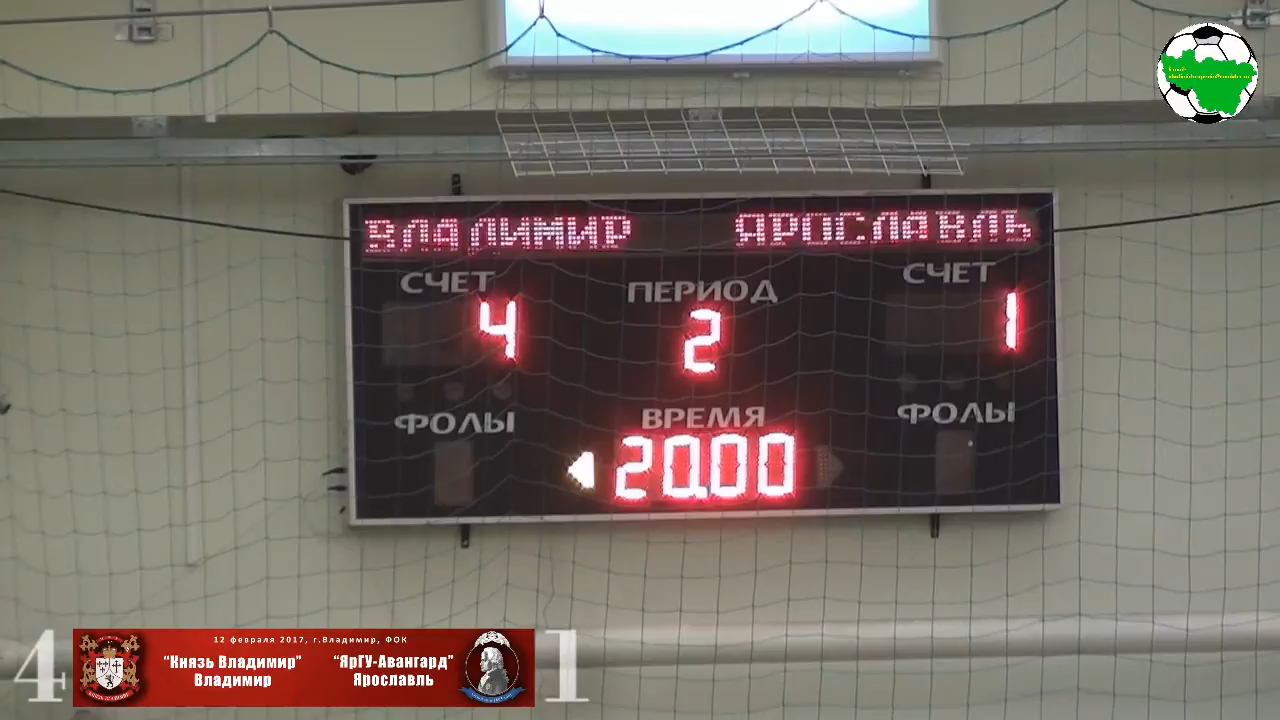 ВЛАДИМИР ЯРОСЛАВЛЬ
СЧЕТ ПЕРИОД СЧЕТ
4 2 1
ФОЛЫ ВРЕМЯ ФОЛЫ
20.00
4 1
12 февраля 2017, г.Владимир, ФОК
"Князь Владимир" "ЯрГУ-Авангард"
Владимир Ярославль